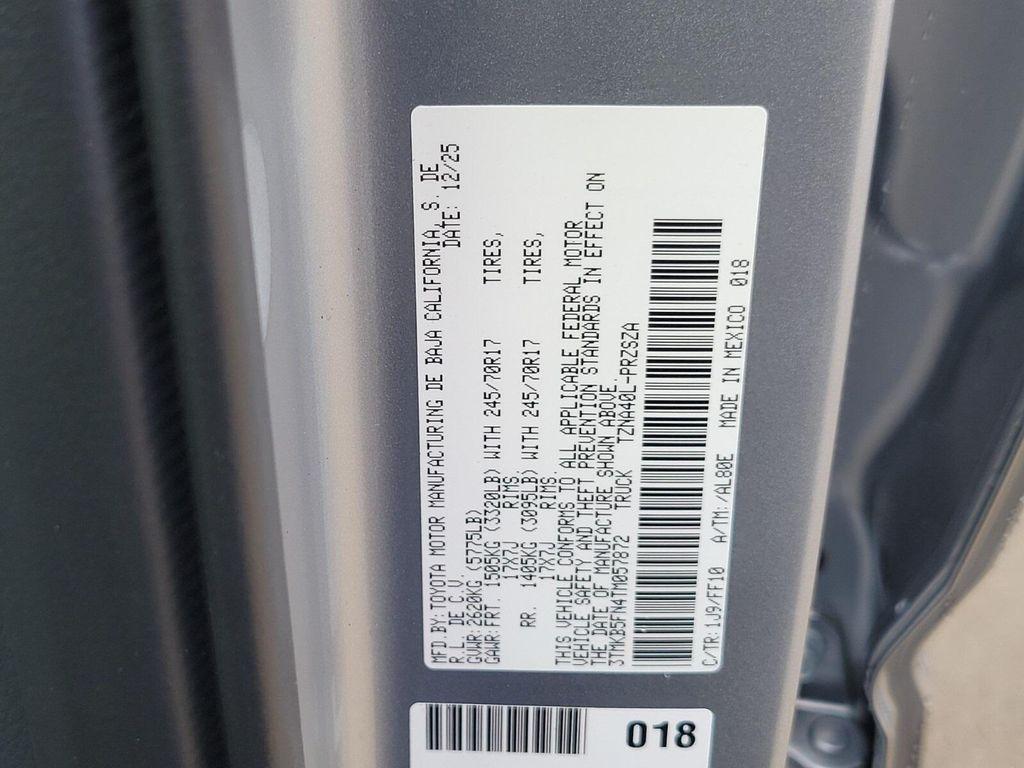 MFD.BY:TOYOTA MOTOR MANUFACTURING DE BAJA CALIFORNIA, S. DE
R.L. DE C.V. DATE: 12/25
GVWR:2620KG (5775LB)
GAWR:FRT. 1505KG (3320LB) WITH 245/70R17 TIRES,
17X7J RIMS
RR. 1405KG (3095LB) WITH 245/70R17 TIRES,
17X7J RIMS
THIS VEHICLE CONFORMS TO ALL APPLICABLE FEDERAL MOTOR
VEHICLE SAFETY AND THEFT PREVENTION STANDARDS IN EFFECT ON
THE DATE OF MANUFACTURE SHOWN ABOVE.
3TMKB5FN4TM057872 TRUCK TZNA40L-PRZSZA
C/TR:1J9/FF10 A/TM:/AL80E MADE IN MEXICO 018
018